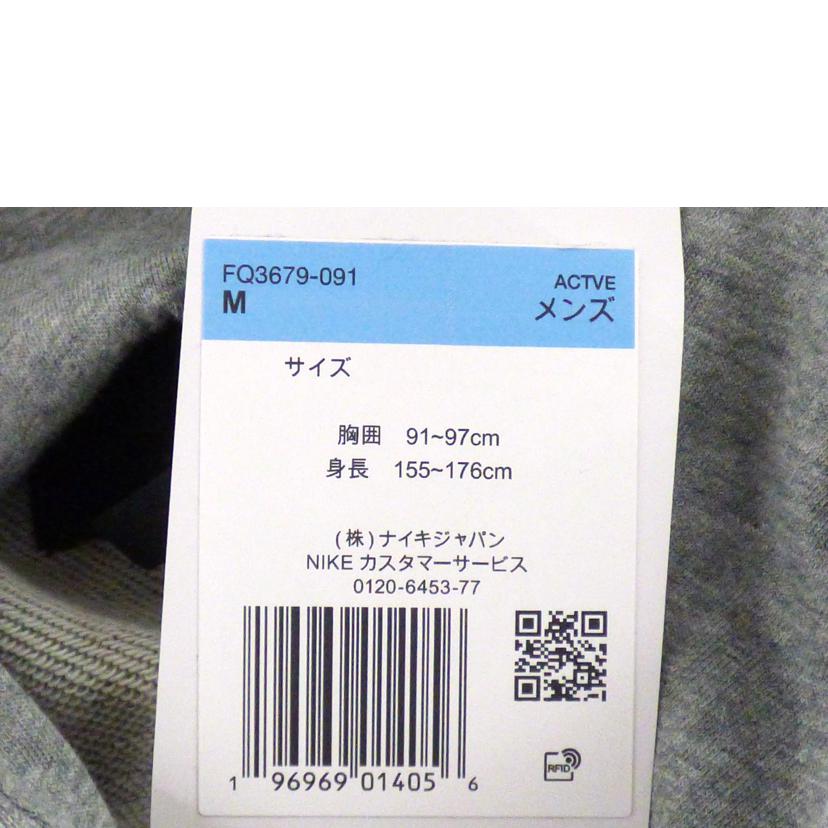 FQ3679-091
ACTVE
M
メンズ
サイズ
胸囲 91~97cm
身長 155~176cm
(株)ナイキジャパン
NIKE カスタマーサービス
0120-6453-77
1 96969 01405 6
RFID